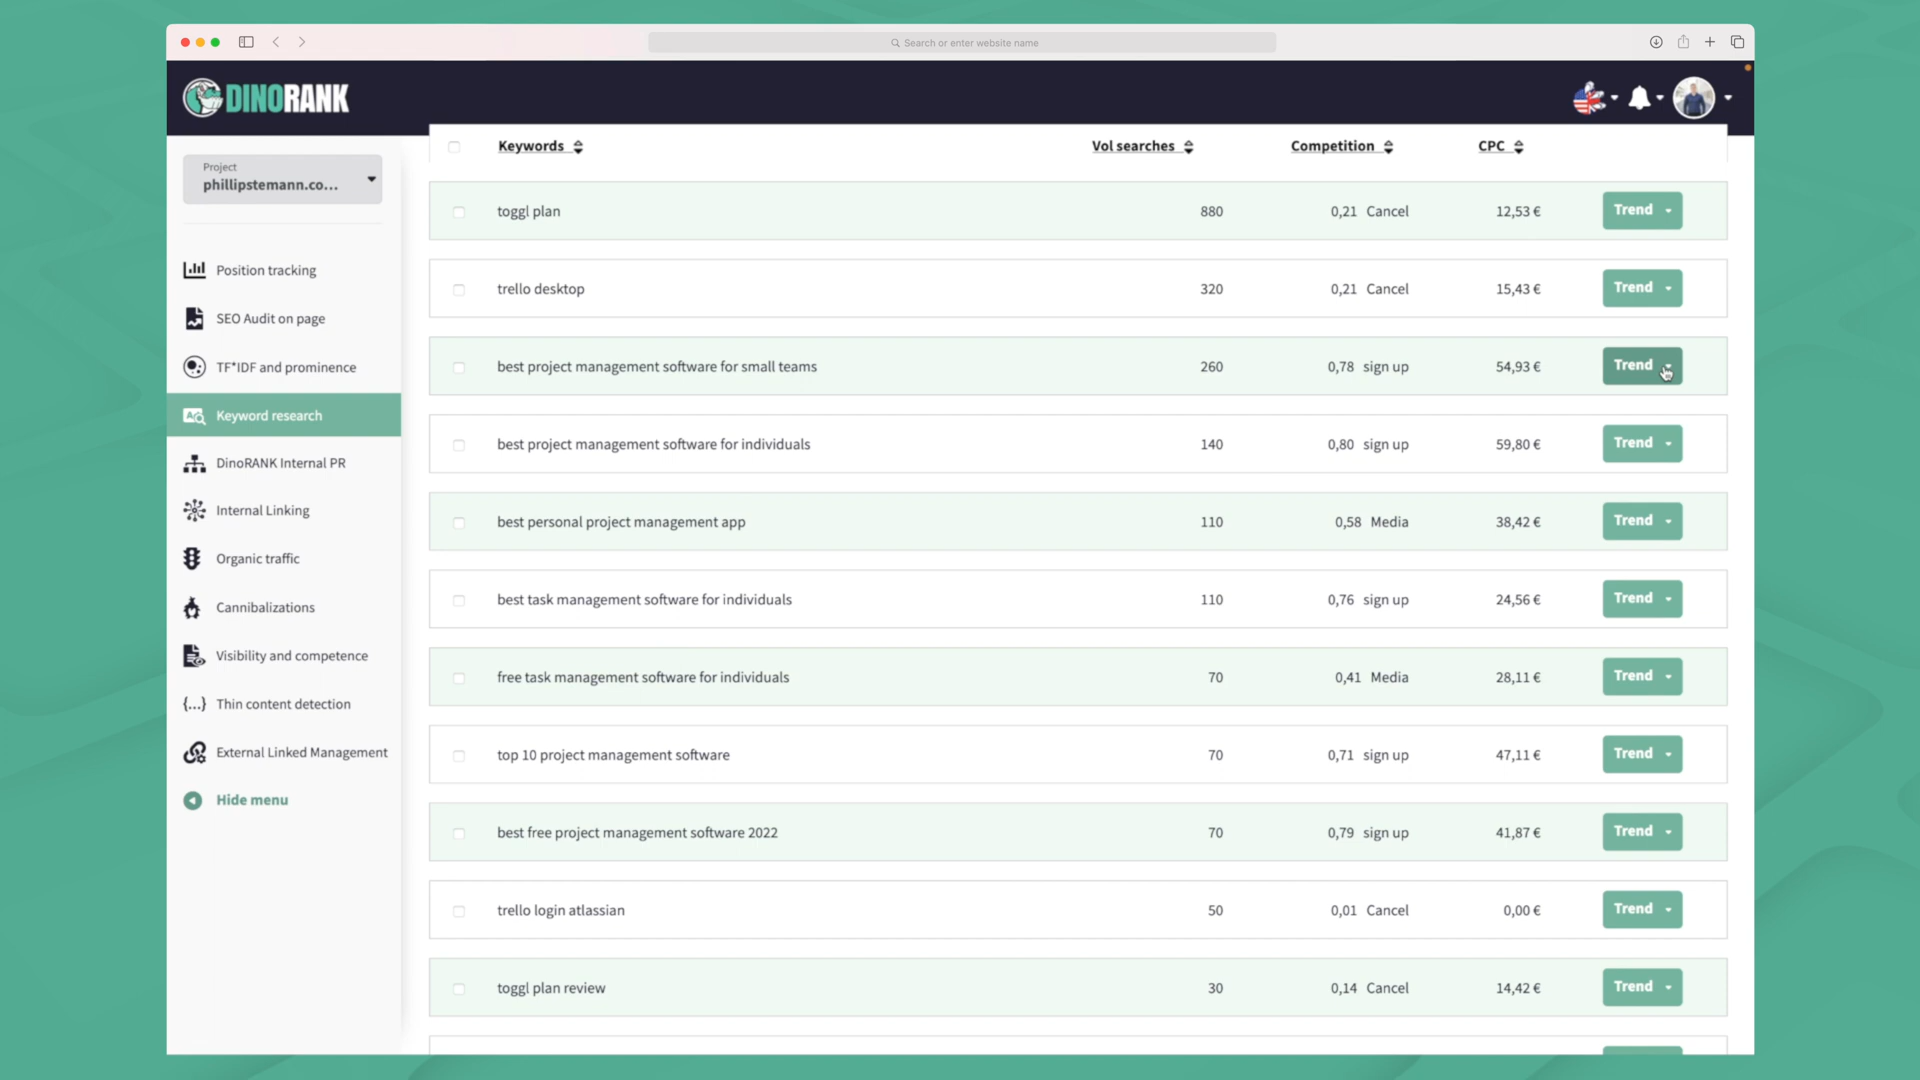 Search or enter website name
DINORANK
Project
phillipstemann.co...
Position tracking
SEO Audit on page
TF*IDF and prominence
Keyword research
DinoRANK Internal PR
Internal Linking
Organic traffic
Cannibalizations
Visibility and competence
{...} Thin content detection
External Linked Management
Hide menu
Keywords Vol searches Competition CPC
toggl plan 880 0,21 Cancel 12,53 € Trend
trello desktop 320 0,21 Cancel 15,43 € Trend
best project management software for small teams 260 0,78 sign up 54,93 € Trend
best project management software for individuals 140 0,80 sign up 59,80 € Trend
best personal project management app 110 0,58 Media 38,42 € Trend
best task management software for individuals 110 0,76 sign up 24,56 € Trend
free task management software for individuals 70 0,41 Media 28,11 € Trend
top 10 project management software 70 0,71 sign up 47,11 € Trend
best free project management software 2022 70 0,79 sign up 41,87 € Trend
trello login atlassian 50 0,01 Cancel 0,00 € Trend
toggl plan review 30 0,14 Cancel 14,42 € Trend